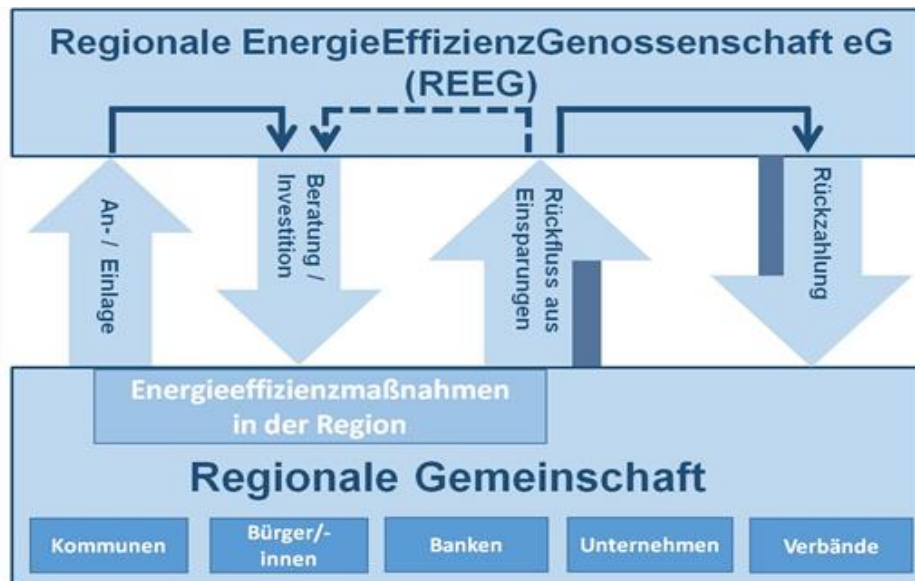 Regionale EnergieEffizienzGenossenschaft eG
(REEG)
An- / Einlage
Beratung /
Investition
Rückfluss aus
Einsparungen
Rückzahlung
Energieeffizienzmaßnahmen
in der Region
Regionale Gemeinschaft
Kommunen
Bürger/-
innen
Banken
Unternehmen
Verbände